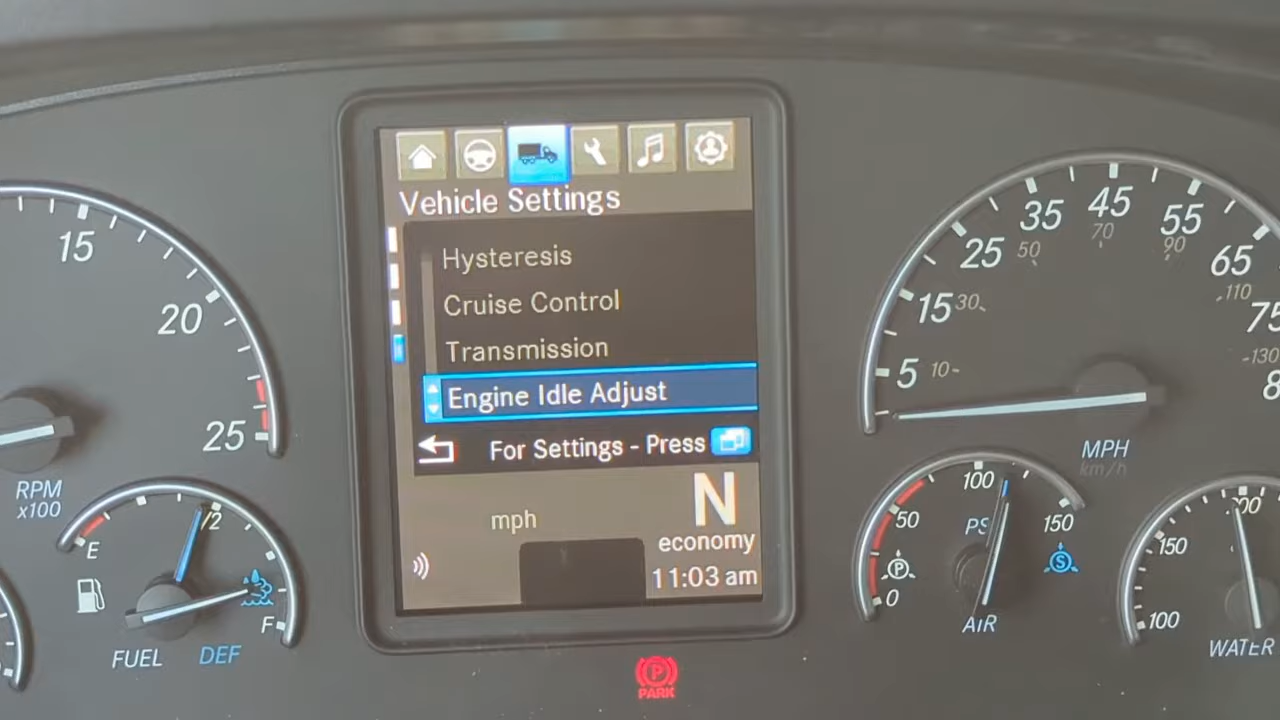 Vehicle Settings
Hysteresis
Cruise Control
Transmission
Engine Idle Adjust
For Settings - Press
mph
N
economy
11:03 am
15
20
25
RPM
x100
E
1/2
F
FUEL
DEF
5
15
25
35
45
55
65
10
30
50
70
90
110
130
MPH
km/h
0
50
100
150
P
S
AIR
100
150
WATER
P
PARK